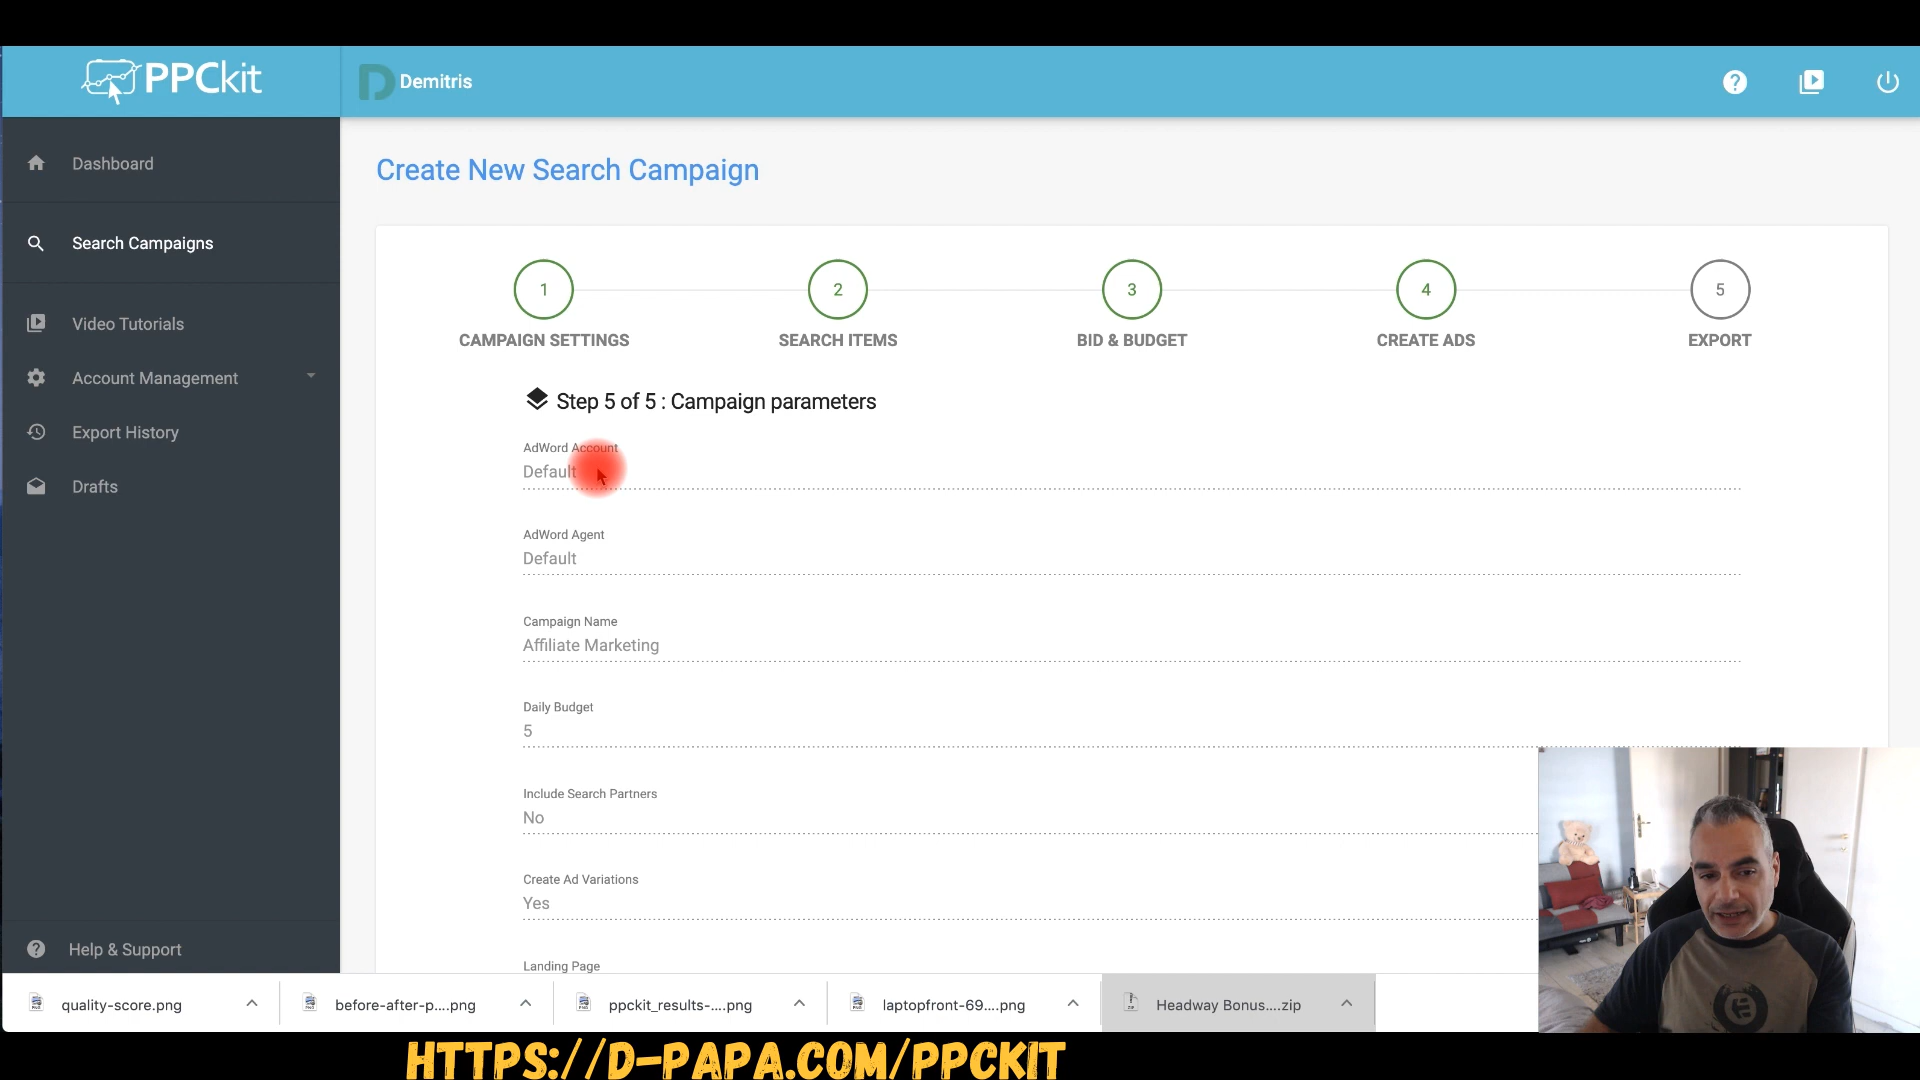 PPCkit
Demitris
Dashboard
Search Campaigns
Video Tutorials
Account Management
Export History
Drafts
Help & Support
Create New Search Campaign
1
2
3
4
5
CAMPAIGN SETTINGS
SEARCH ITEMS
BID & BUDGET
CREATE ADS
EXPORT
Step 5 of 5 : Campaign parameters
AdWord Account
Default
AdWord Agent
Default
Campaign Name
Affiliate Marketing
Daily Budget
5
Include Search Partners
No
Create Ad Variations
Yes
Landing Page
quality-score.png
before-after-p....png
ppckit_results-....png
laptopfront-69....png
Headway Bonus....zip
HTTPS://D-PAPA.COM/PPCKIT